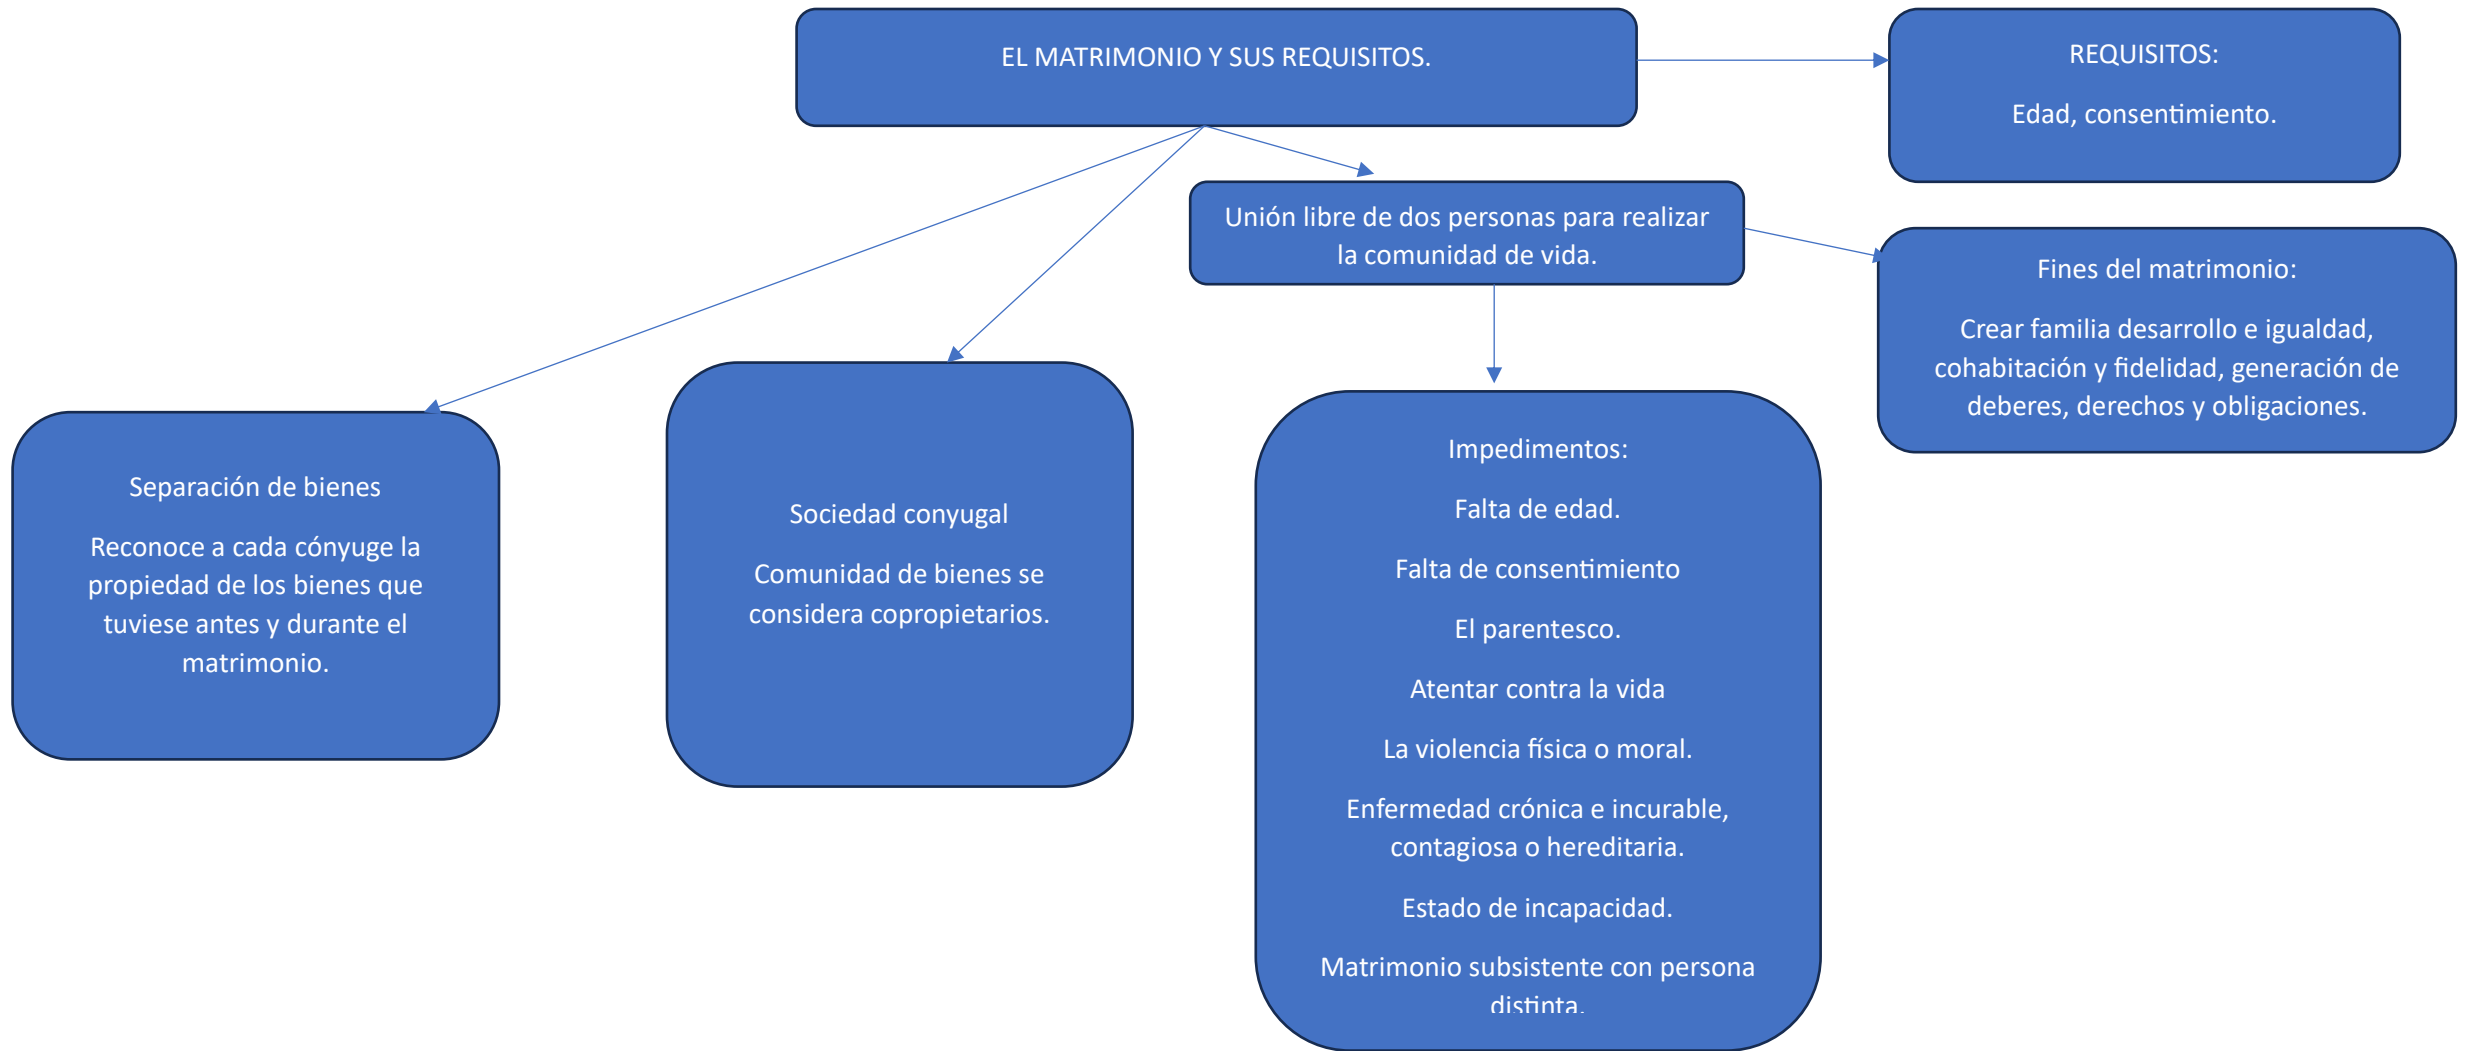 EL MATRIMONIO Y SUS REQUISITOS.
REQUISITOS:
Edad, consentimiento.
Unión libre de dos personas para realizar
la comunidad de vida.
Fines del matrimonio:
Crear familia desarrollo e igualdad,
cohabitación y fidelidad, generación de
deberes, derechos y obligaciones.
Separación de bienes
Reconoce a cada cónyuge la
propiedad de los bienes que
tuviese antes y durante el
matrimonio.
Sociedad conyugal
Comunidad de bienes se
considera copropietarios.
Impedimentos:
Falta de edad.
Falta de consentimiento
El parentesco.
Atentar contra la vida
La violencia física o moral.
Enfermedad crónica e incurable,
contagiosa o hereditaria.
Estado de incapacidad.
Matrimonio subsistente con persona
distinta.